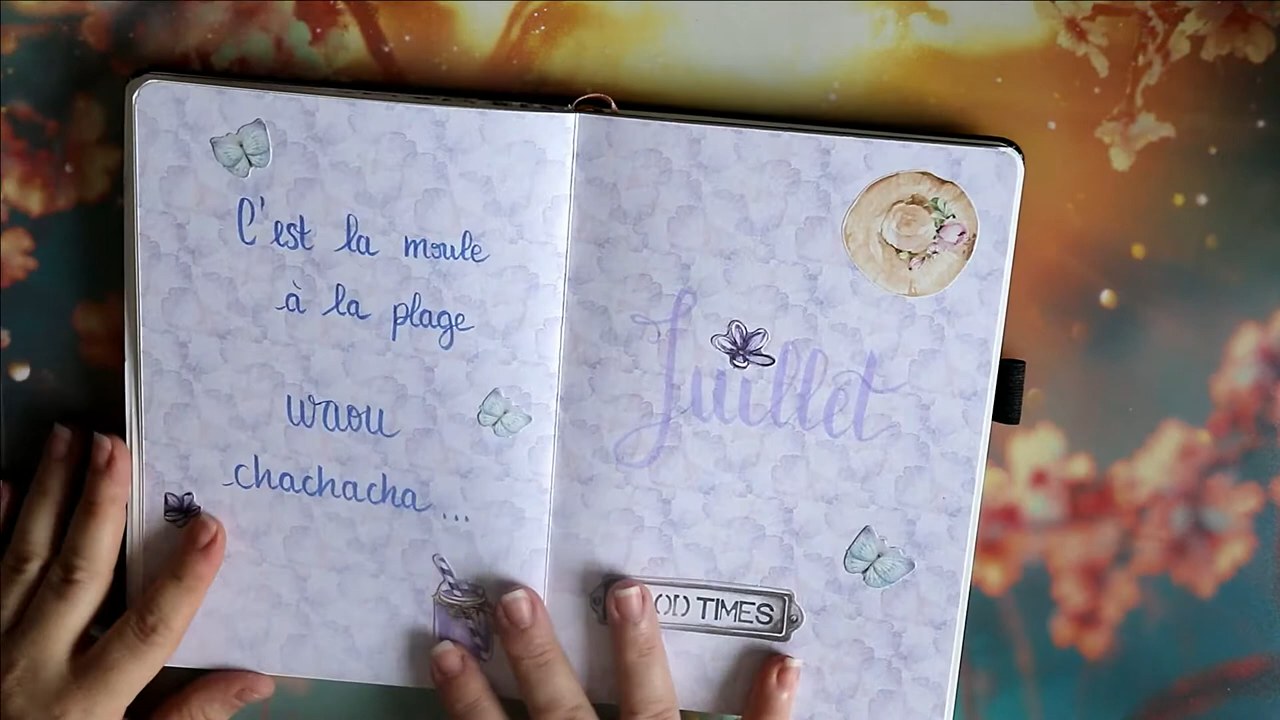 C'est la moule
à la plage
waou
chachacha...
Juillet
TIMES